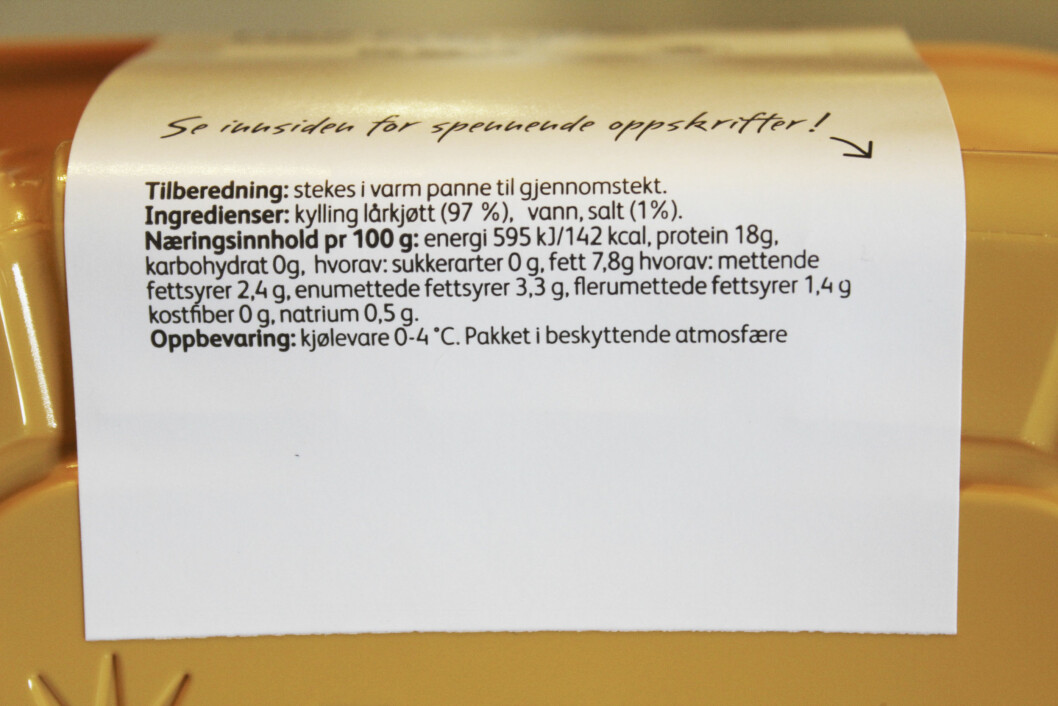 Se innsiden for spennende oppskrifter!
Tilberedning: stekes i varm panne til gjennomstekt.
Ingredienser: kylling lårkjøtt (97 %), vann, salt (1%).
Næringsinnhold pr 100 g: energi 595 kJ/142 kcal, protein 18g,
karbohydrat 0g, hvorav: sukkerarter 0 g, fett 7,8g hvorav: mettende
fettsyrer 2,4 g, enumettede fettsyrer 3,3 g, flerumettede fettsyrer 1,4 g
kostfiber 0 g, natrium 0,5 g.
Oppbevaring: kjølevare 0-4 °C. Pakket i beskyttende atmosfære